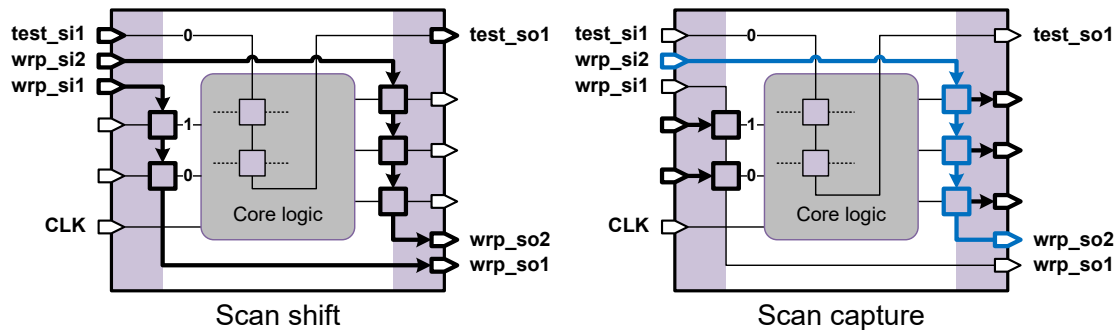 test_si1
wrp_si2
wrp_si1
CLK
0
1
0
Core logic
test_so1
wrp_so2
wrp_so1
Scan shift
test_si1
wrp_si2
wrp_si1
CLK
0
1
0
Core logic
test_so1
wrp_so2
wrp_so1
Scan capture